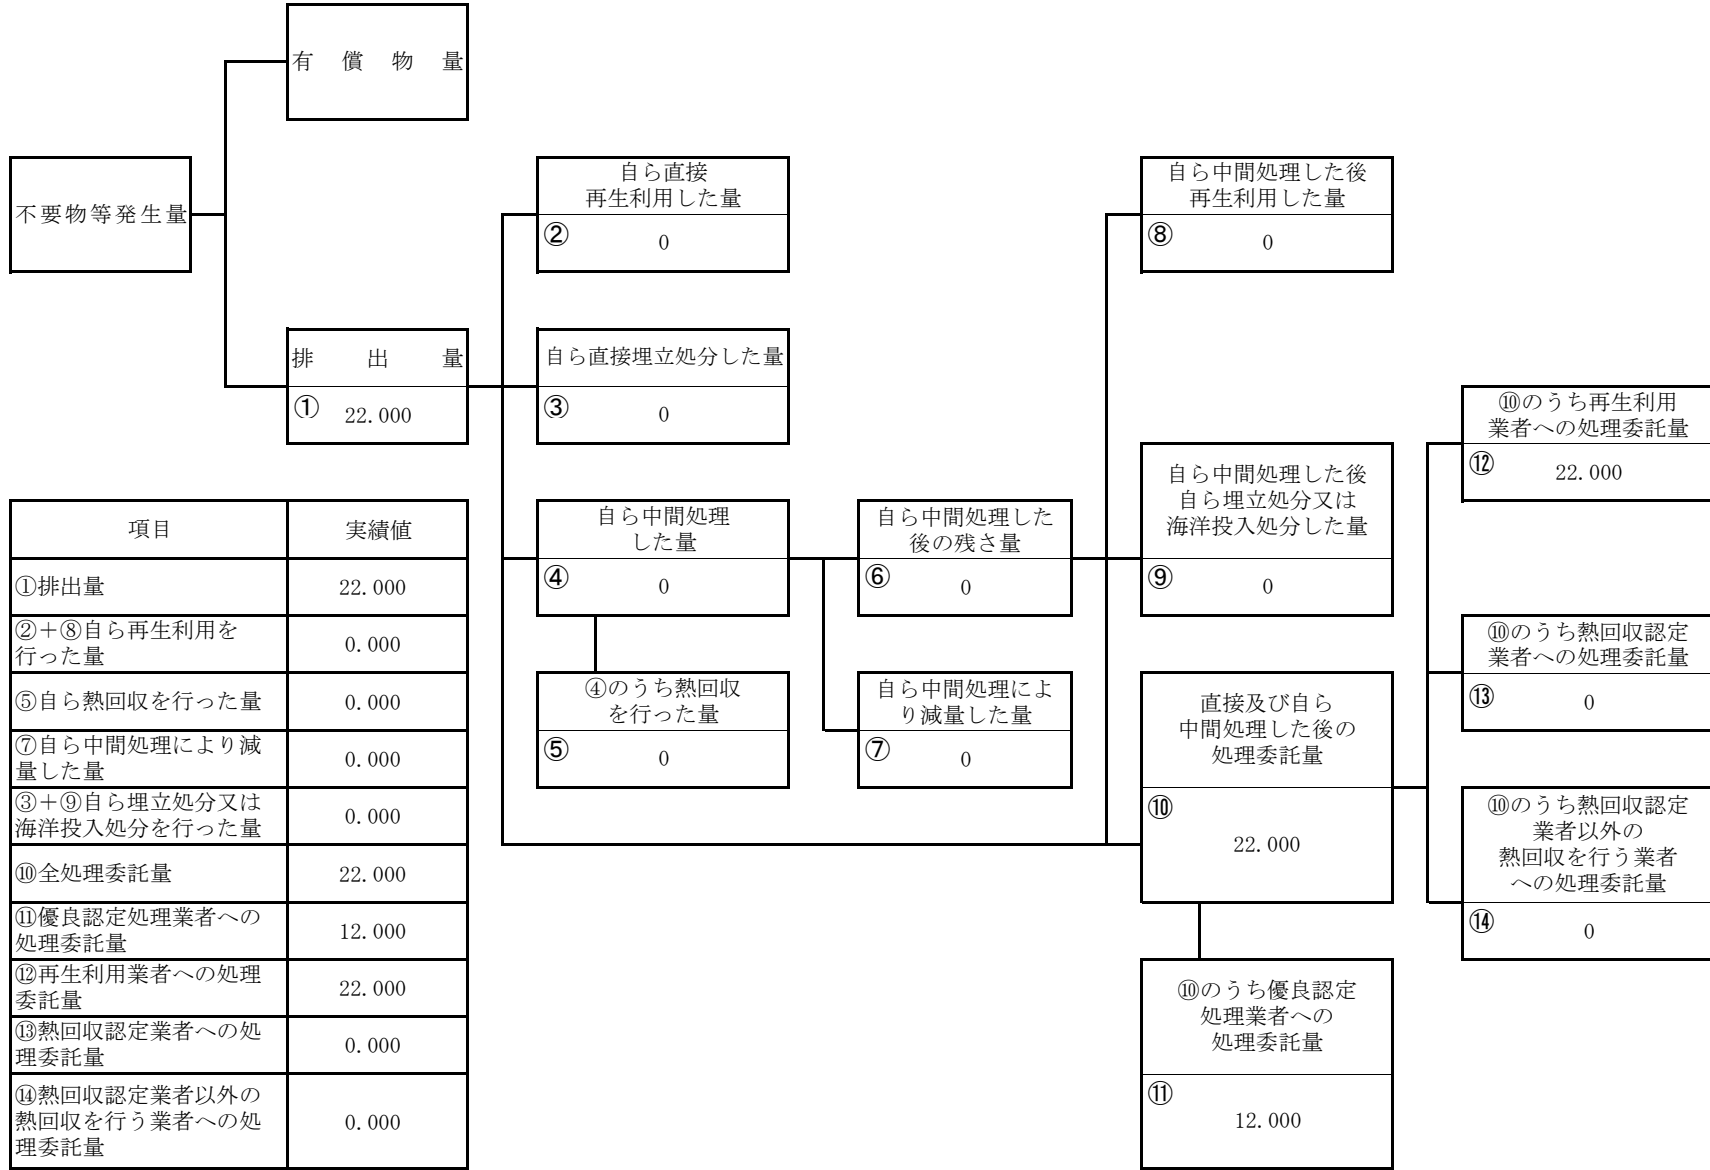 有償物量
不要物等発生量
排出量
① 22.000
自ら直接
再生利用した量
② 0
自ら直接埋立処分した量
③ 0
自ら中間処理
した量
④ 0
④のうち熱回収
を行った量
⑤ 0
自ら中間処理した
後の残さ量
⑥ 0
自ら中間処理によ
り減量した量
⑦ 0
自ら中間処理した後
再生利用した量
⑧ 0
自ら中間処理した後
自ら埋立処分又は
海洋投入処分した量
⑨ 0
直接及び自ら
中間処理した後の
処理委託量
⑩
22.000
⑩のうち優良認定
処理業者への
処理委託量
⑪
12.000
⑩のうち再生利用
業者への処理委託量
⑫ 22.000
⑩のうち熱回収認定
業者への処理委託量
⑬ 0
⑩のうち熱回収認定
業者以外の
熱回収を行う業者
への処理委託量
⑭ 0
項目 実績値
①排出量 22.000
②＋⑧自ら再生利用を
行った量 0.000
⑤自ら熱回収を行った量 0.000
⑦自ら中間処理により減
量した量 0.000
③＋⑨自ら埋立処分又は
海洋投入処分を行った量 0.000
⑩全処理委託量 22.000
⑪優良認定処理業者への
処理委託量 12.000
⑫再生利用業者への処理
委託量 22.000
⑬熱回収認定業者への処
理委託量 0.000
⑭熱回収認定業者以外の
熱回収を行う業者への処
理委託量 0.000